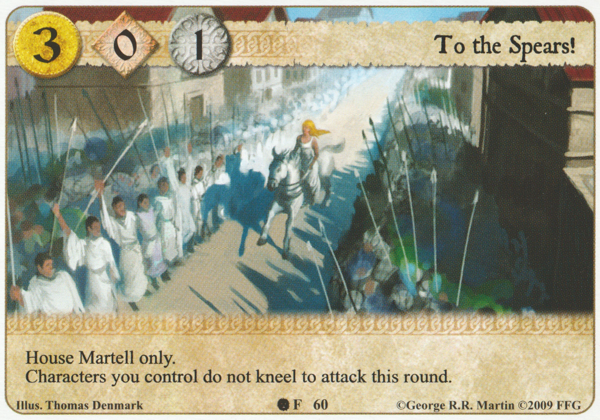 3 0 1 To the Spears!
House Martell only.
Characters you control do not kneel to attack this round.
Illus. Thomas Denmark F 60 ©George R.R. Martin ©2009 FFG